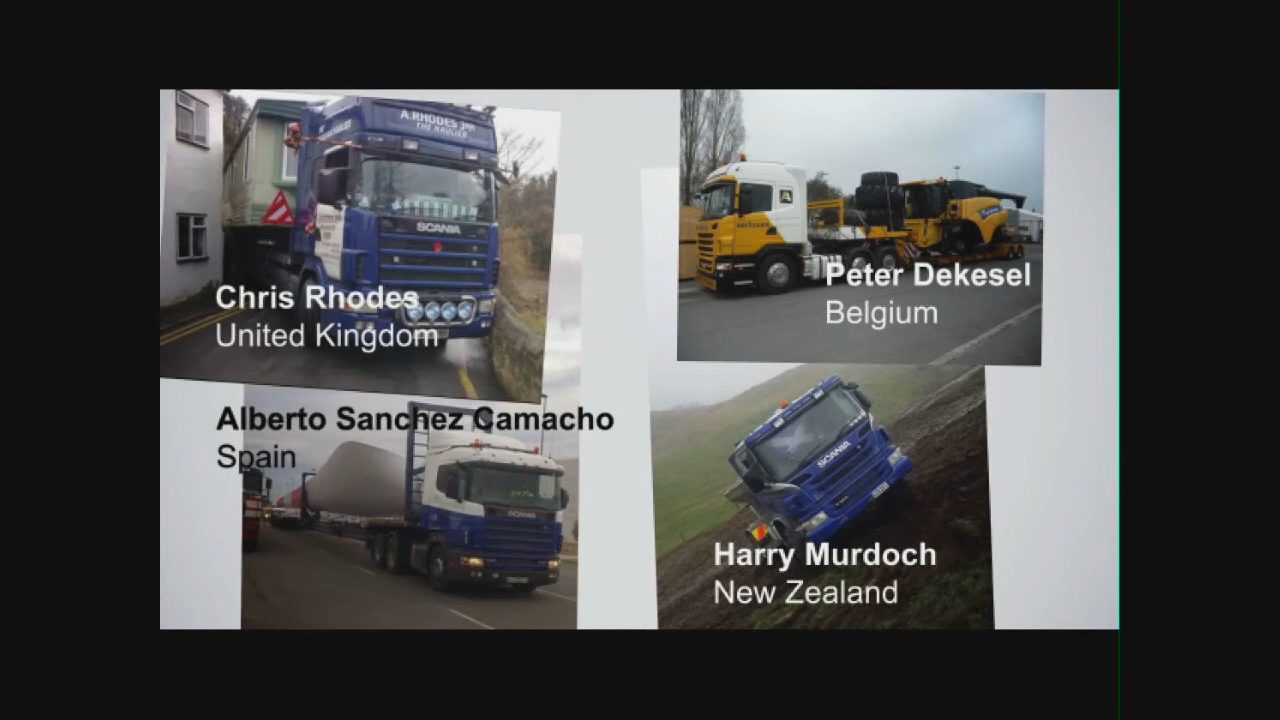 A.RHODES JNR
THE HAULIER
SCANIA
Chris Rhodes
United Kingdom
Peter Dekesel
Belgium
Alberto Sanchez Camacho
Spain
SCANIA
SCANIA
Harry Murdoch
New Zealand